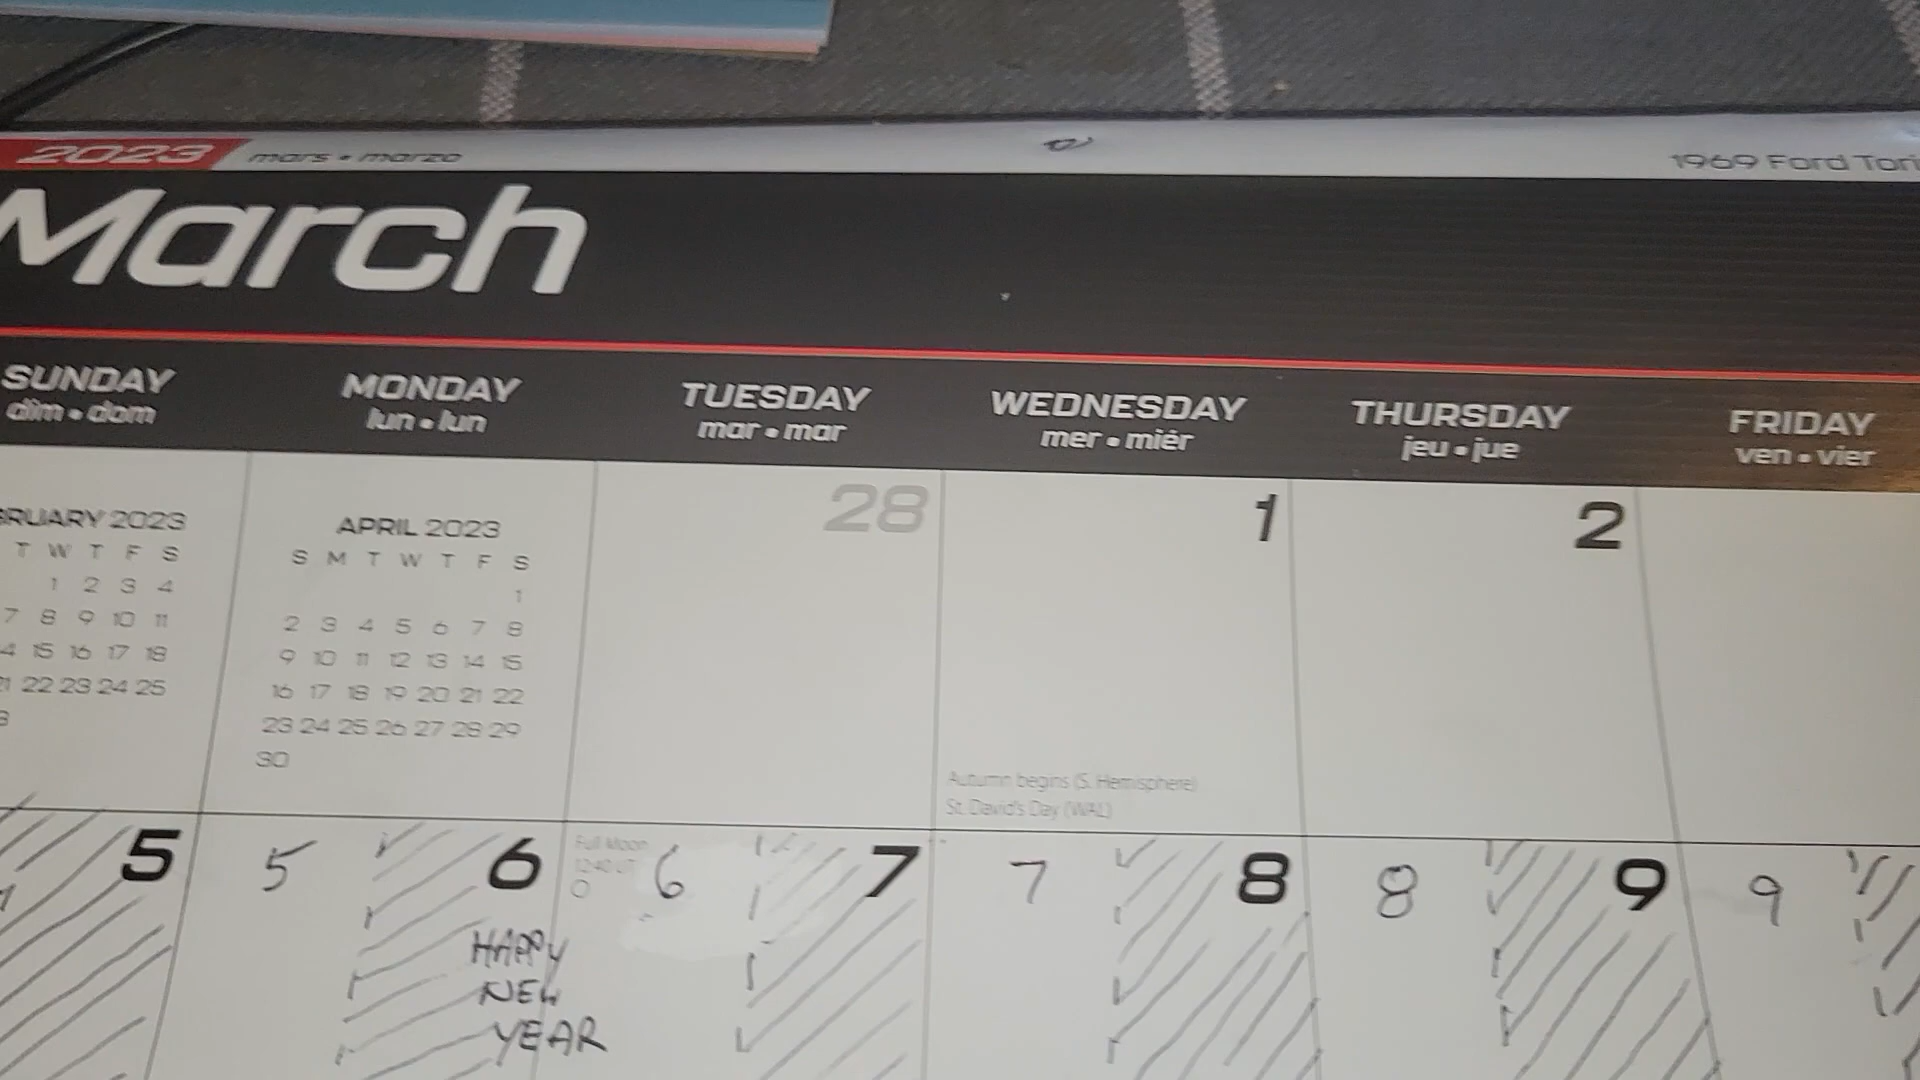 2023 mars • marzo
1969 Ford
March
SUNDAY MONDAY TUESDAY WEDNESDAY THURSDAY FRIDAY
dim • dom lun • lun mar • mar mer • miér jeu • jue ven • vier
2023
T W T F S
1 2 3 4
7 8 9 10 11
15 16 17 18
22 23 24 25
APRIL 2023
S M T W T F S
1
2 3 4 5 6 7 8
9 10 11 12 13 14 15
16 17 18 19 20 21 22
23 24 25 26 27 28 29
30
28
1
Autumn begins (S. Hemisphere)
St. David's Day (WAL)
2
5
5 6
HAPPY
NEW
YEAR
Full Moon
12:40 UT
6 7
7 8
8 9
9